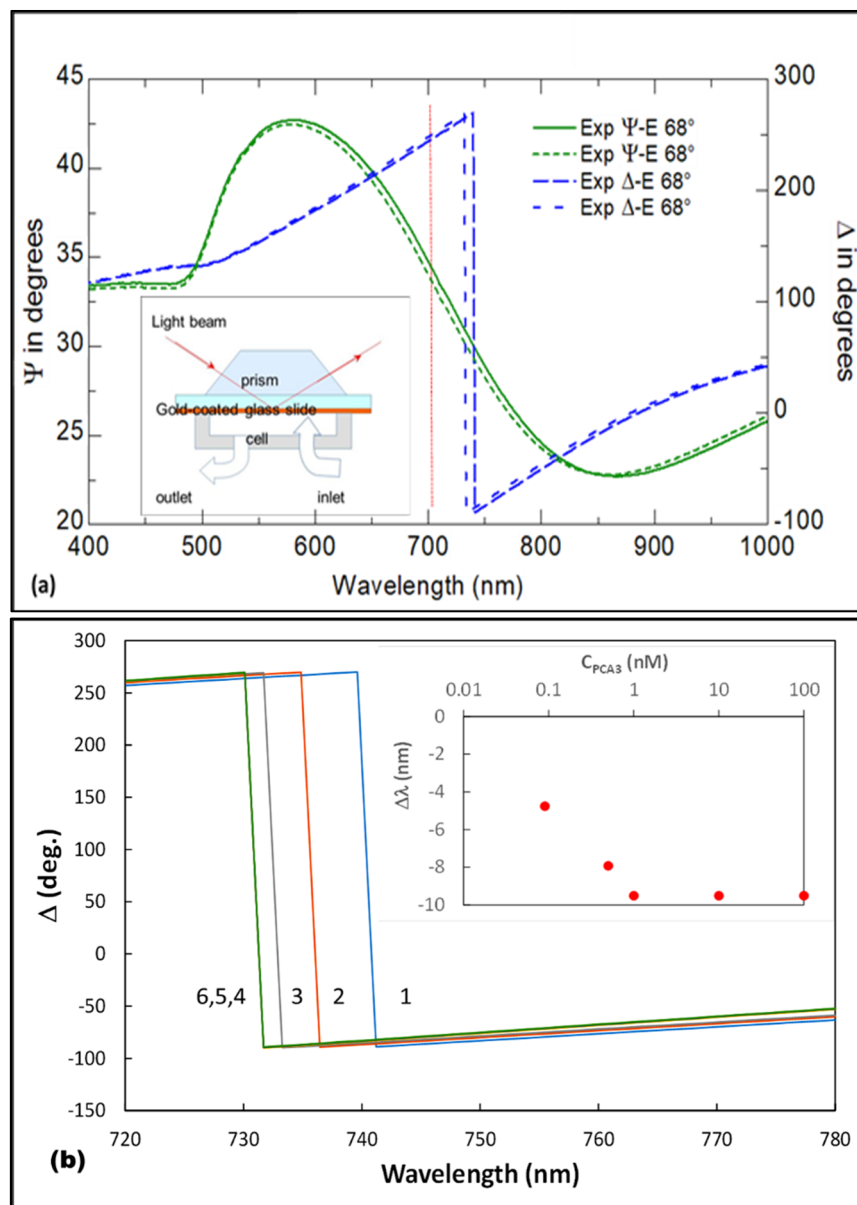 45
40
35
30
25
20
Ψ in degrees
300
200
100
0
-100
Δ in degrees
Exp Ψ-E 68°
Exp Ψ-E 68°
Exp Δ-E 68°
Exp Δ-E 68°
Light beam
prism
Gold-coated glass slide
cell
outlet
inlet
400 500 600 700 800 900 1000
Wavelength (nm)
(a)
300
250
200
150
100
50
0
-50
-100
-150
Δ (deg.)
C_PCA3 (nM)
0.01 0.1 1 10 100
0
-2
-4
-6
-8
-10
Δλ (nm)
6,5,4 3 2 1
720 730 740 750 760 770 780
Wavelength (nm)
(b)